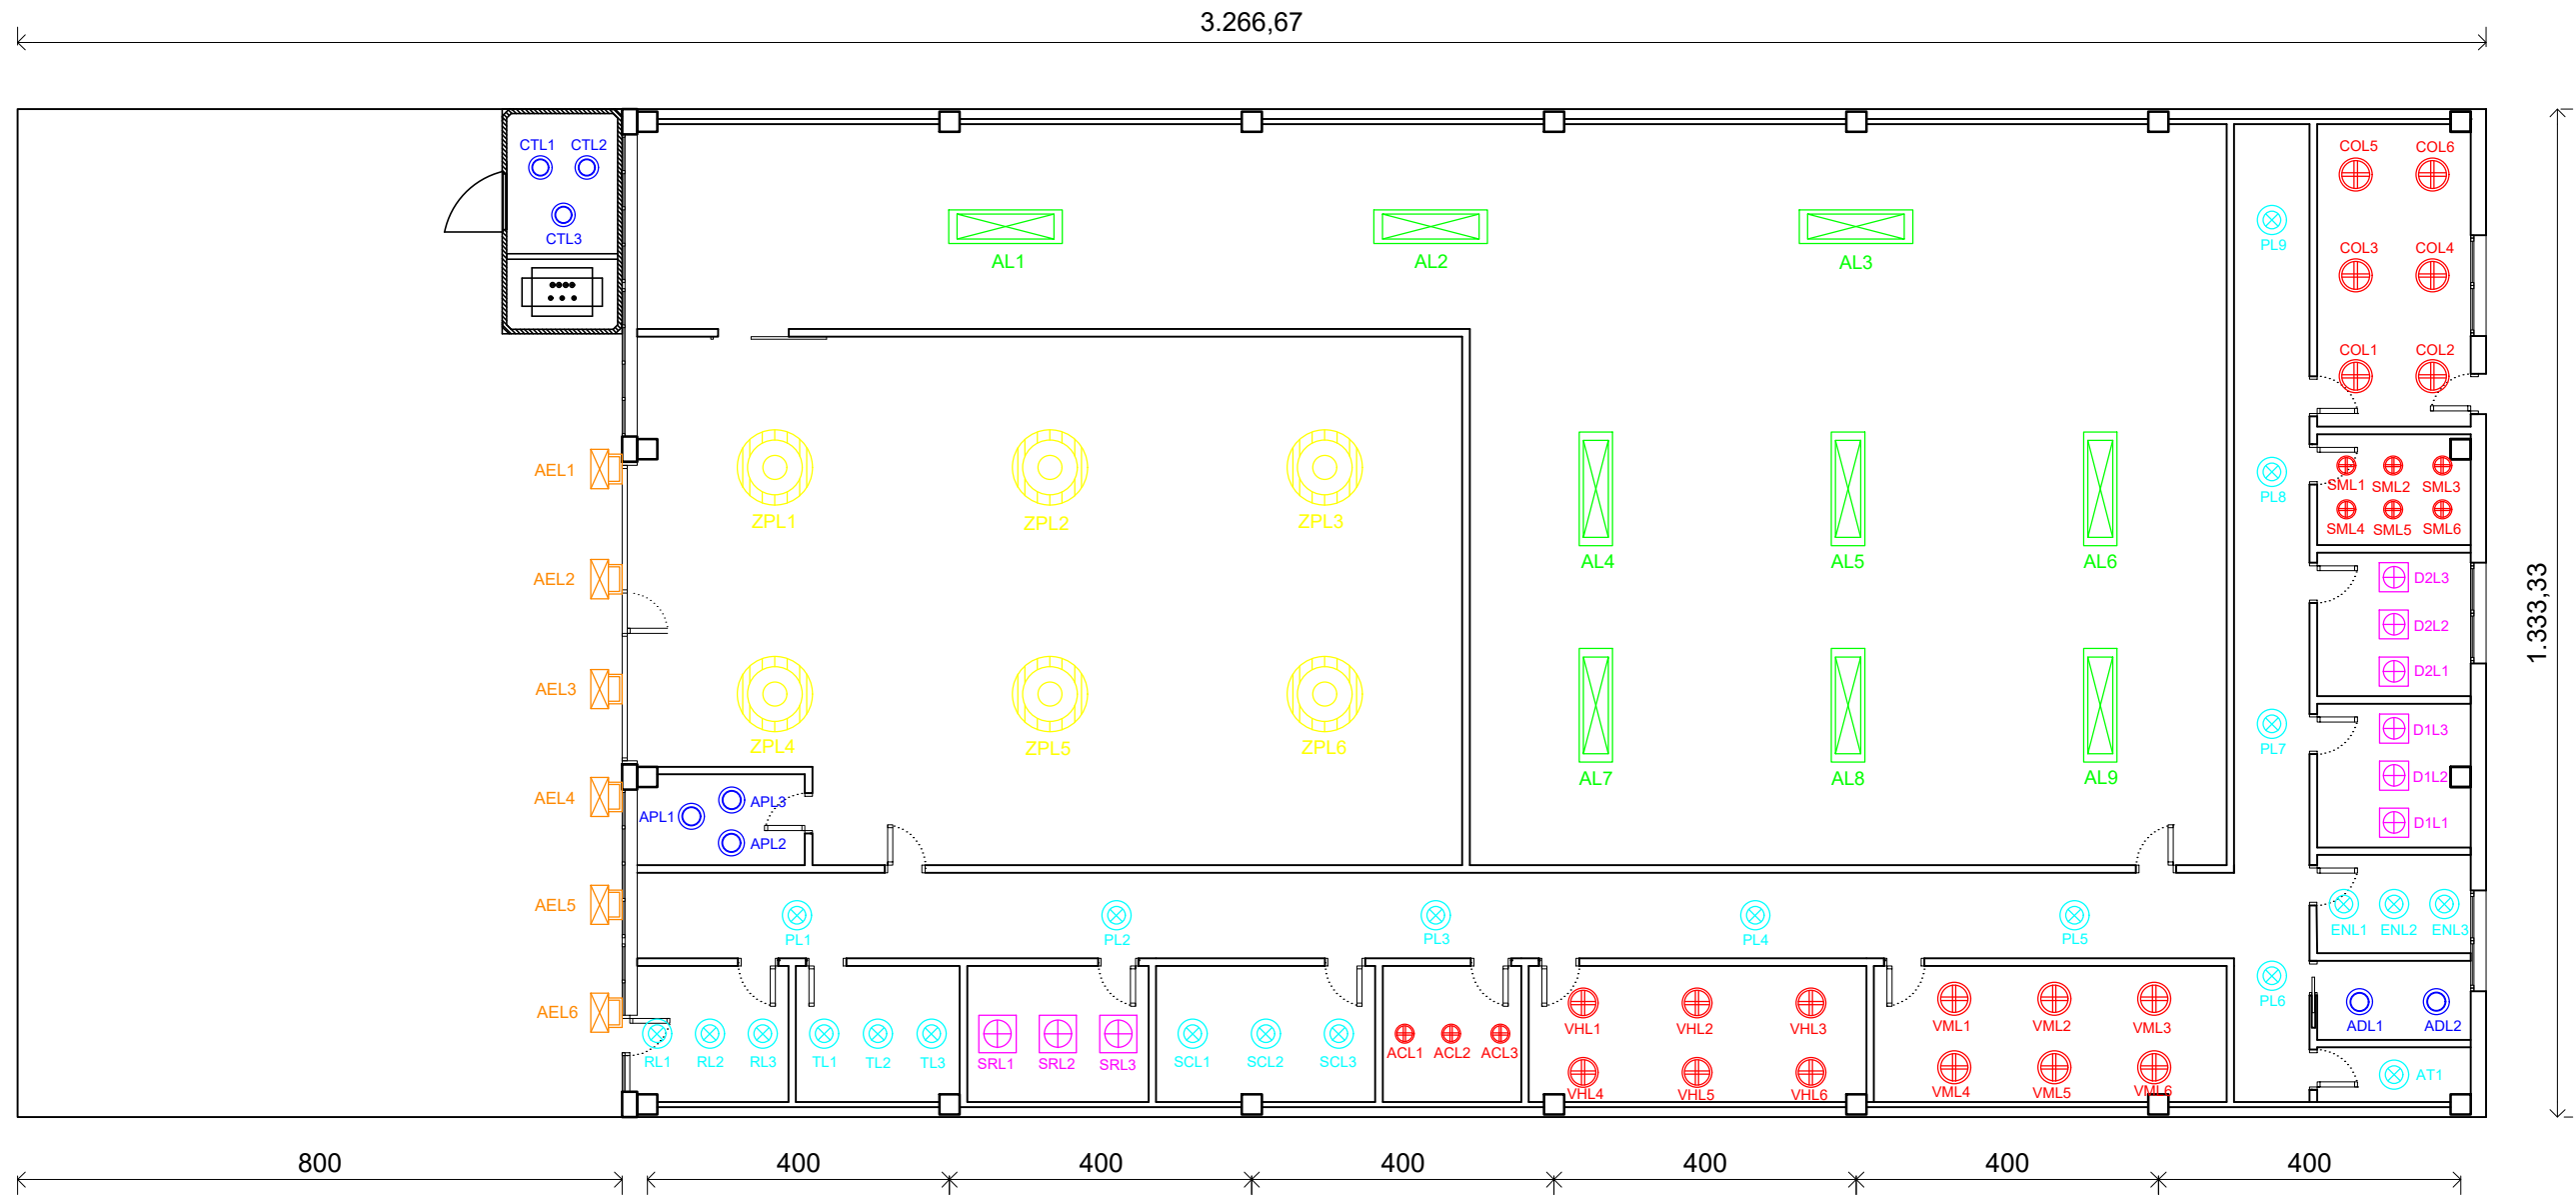 3.266,67
CTL1 CTL2
CTL3
COL5 COL6
PL9
AL1 AL2 AL3
COL3 COL4
COL1 COL2
AEL1
PL8
SML1 SML2 SML3
SML4 SML5 SML6
ZPL1 ZPL2 ZPL3
AL4 AL5 AL6
AEL2
D2L3
D2L2
D2L1
1.333,33
AEL3
ZPL4 ZPL5 ZPL6
PL7
D1L3
D1L2
D1L1
AL7 AL8 AL9
AEL4
APL3
APL1
APL2
AEL5
PL1 PL2 PL3 PL4 PL5
ENL1 ENL2 ENL3
PL6
AEL6
ADL1 ADL2
RL1 RL2 RL3 TL1 TL2 TL3 SRL1 SRL2 SRL3 SCL1 SCL2 SCL3 ACL1 ACL2 ACL3
VHL1 VHL2 VHL3 VML1 VML2 VML3
VHL4 VHL5 VHL6 VML4 VML5 VML6
AT1
800 400 400 400 400 400 400